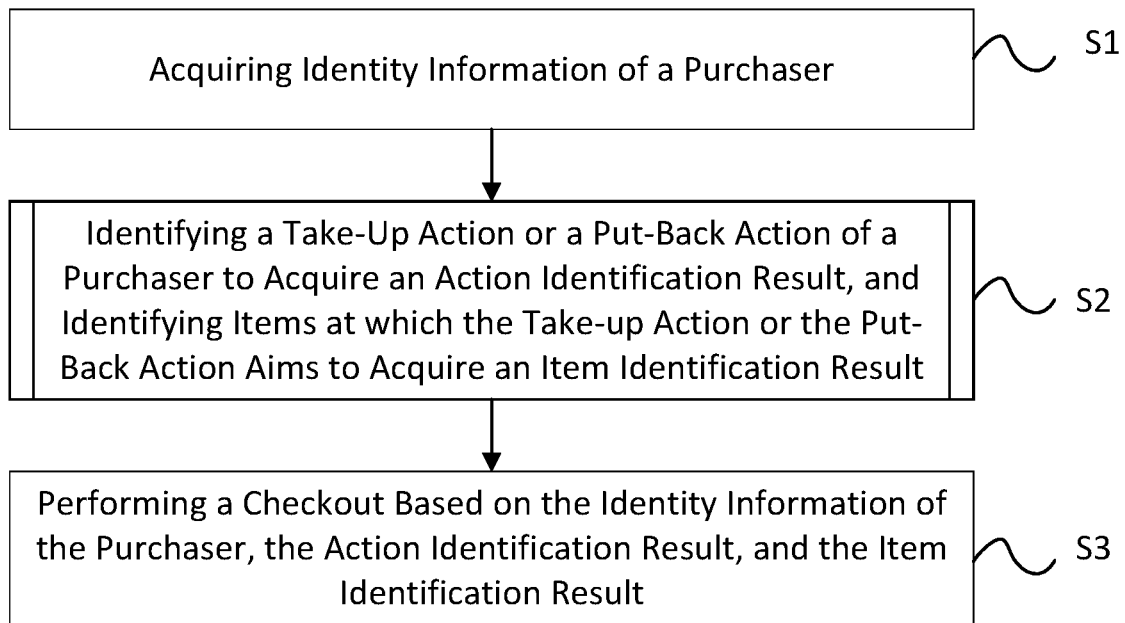 Acquiring Identity Information of a Purchaser
S1
Identifying a Take-Up Action or a Put-Back Action of a
Purchaser to Acquire an Action Identification Result, and
Identifying Items at which the Take-up Action or the Put-
Back Action Aims to Acquire an Item Identification Result
S2
Performing a Checkout Based on the Identity Information of
the Purchaser, the Action Identification Result, and the Item
Identification Result
S3